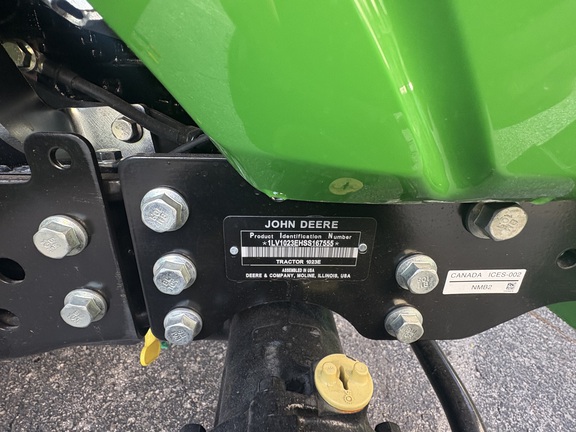 JOHN DEERE
Product Identification Number
*1LV1023EHSS167555*
TRACTOR 1023E
ASSEMBLED IN USA
DEERE & COMPANY, MOLINE, ILLINOIS, USA
CANADA ICES-002
NMB2